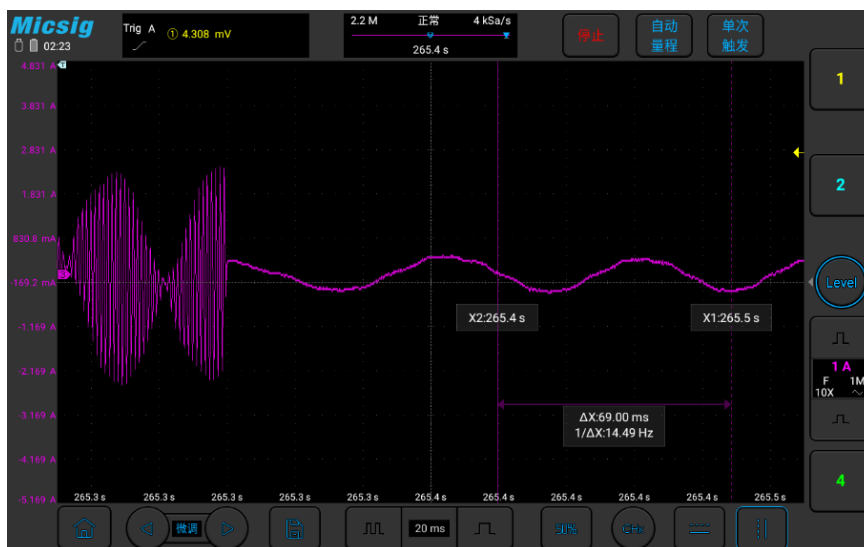 Micsig
02:23
Trig A
① 4.308 mV
2.2 M 正常 4 kSa/s
265.4 s
停止
自动
量程
单次
触发
4.831 A
3.831 A
2.831 A
1.831 A
830.8 mA
-169.2 mA
-1.169 A
-2.169 A
-3.169 A
-4.169 A
-5.169 A
T
3
X2:265.4 s
X1:265.5 s
ΔX:69.00 ms
1/ΔX:14.49 Hz
265.3 s 265.3 s 265.3 s 265.3 s 265.3 s 265.4 s 265.4 s 265.4 s 265.4 s 265.4 s 265.5 s
微调
20 ms
50%
1
2
Level
1 A
F 1M
10X
4